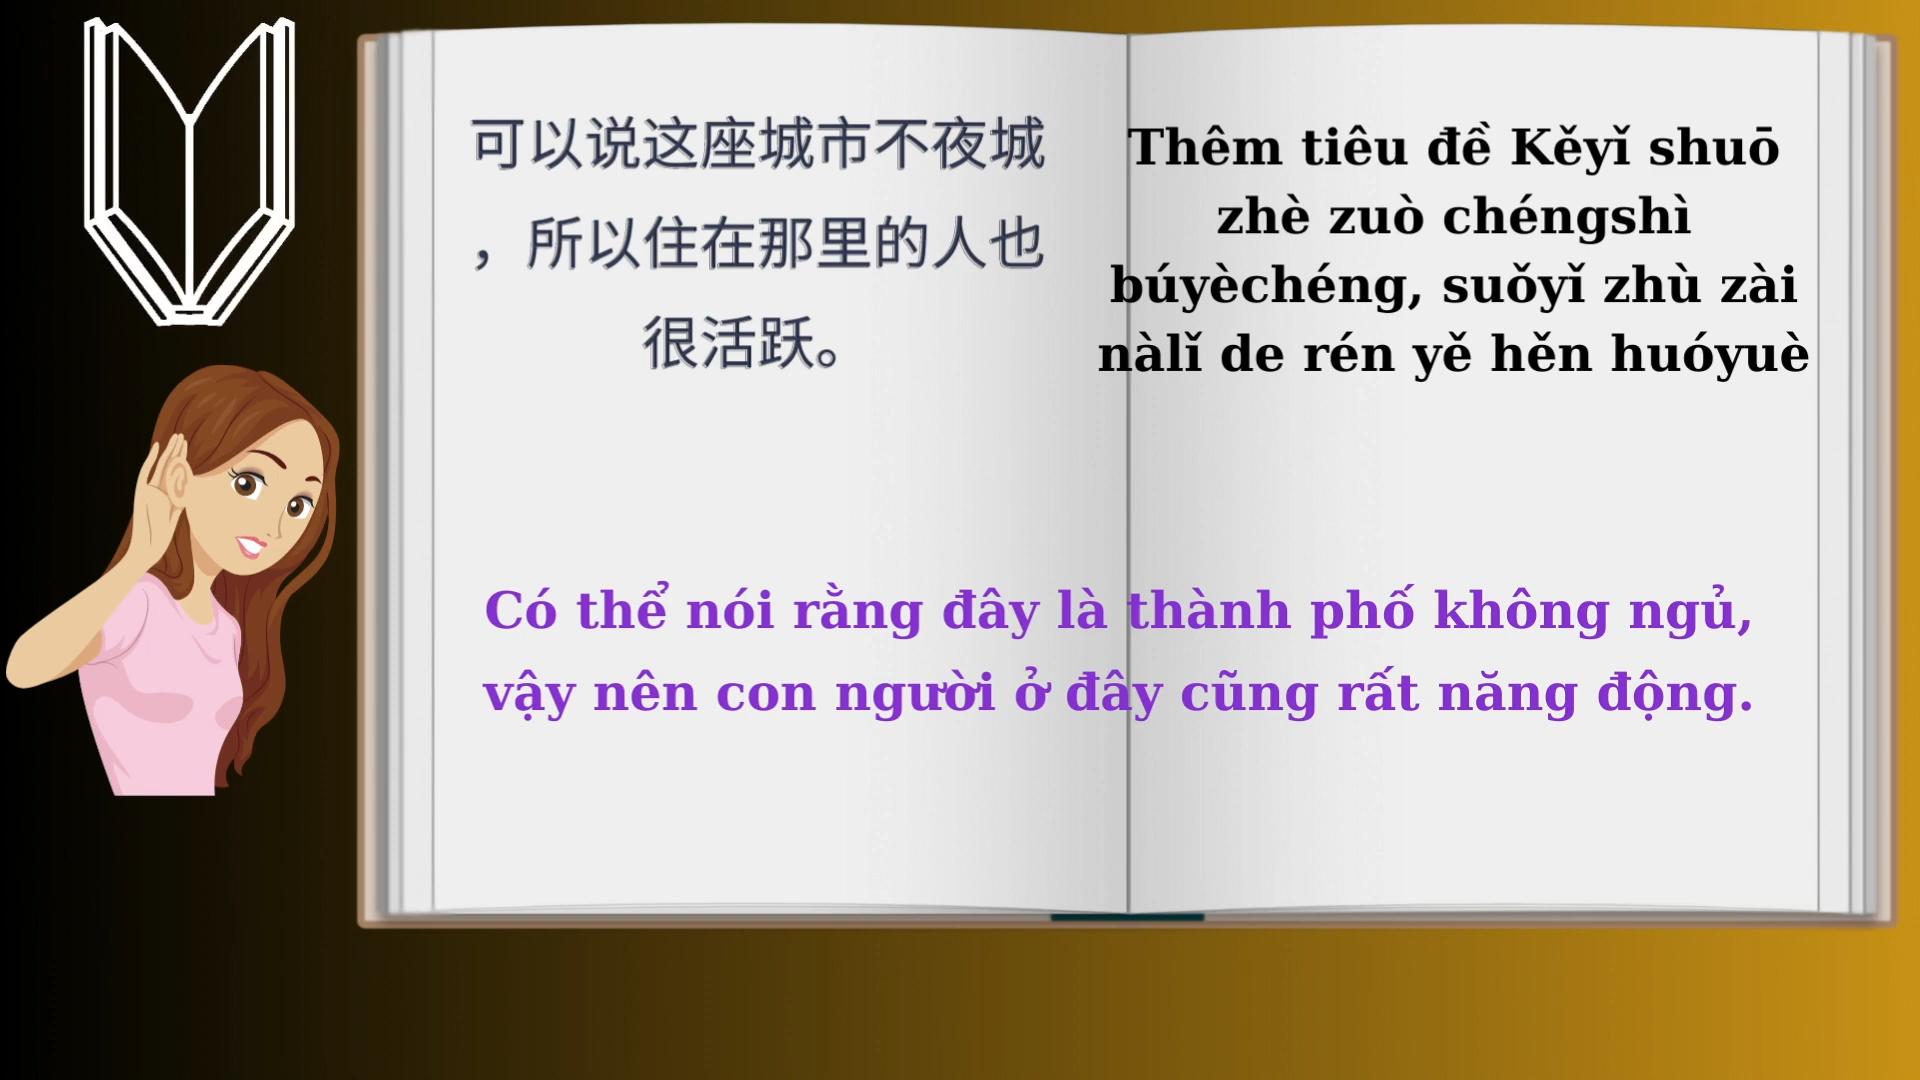 可以说这座城市不夜城
，所以住在那里的人也
很活跃。
Thêm tiêu đề Kěyǐ shuō
zhè zuò chéngshì
búyèchéng, suǒyǐ zhù zài
nàlǐ de rén yě hěn huóyuè
Có thể nói rằng đây là thành phố không ngủ,
vậy nên con người ở đây cũng rất năng động.